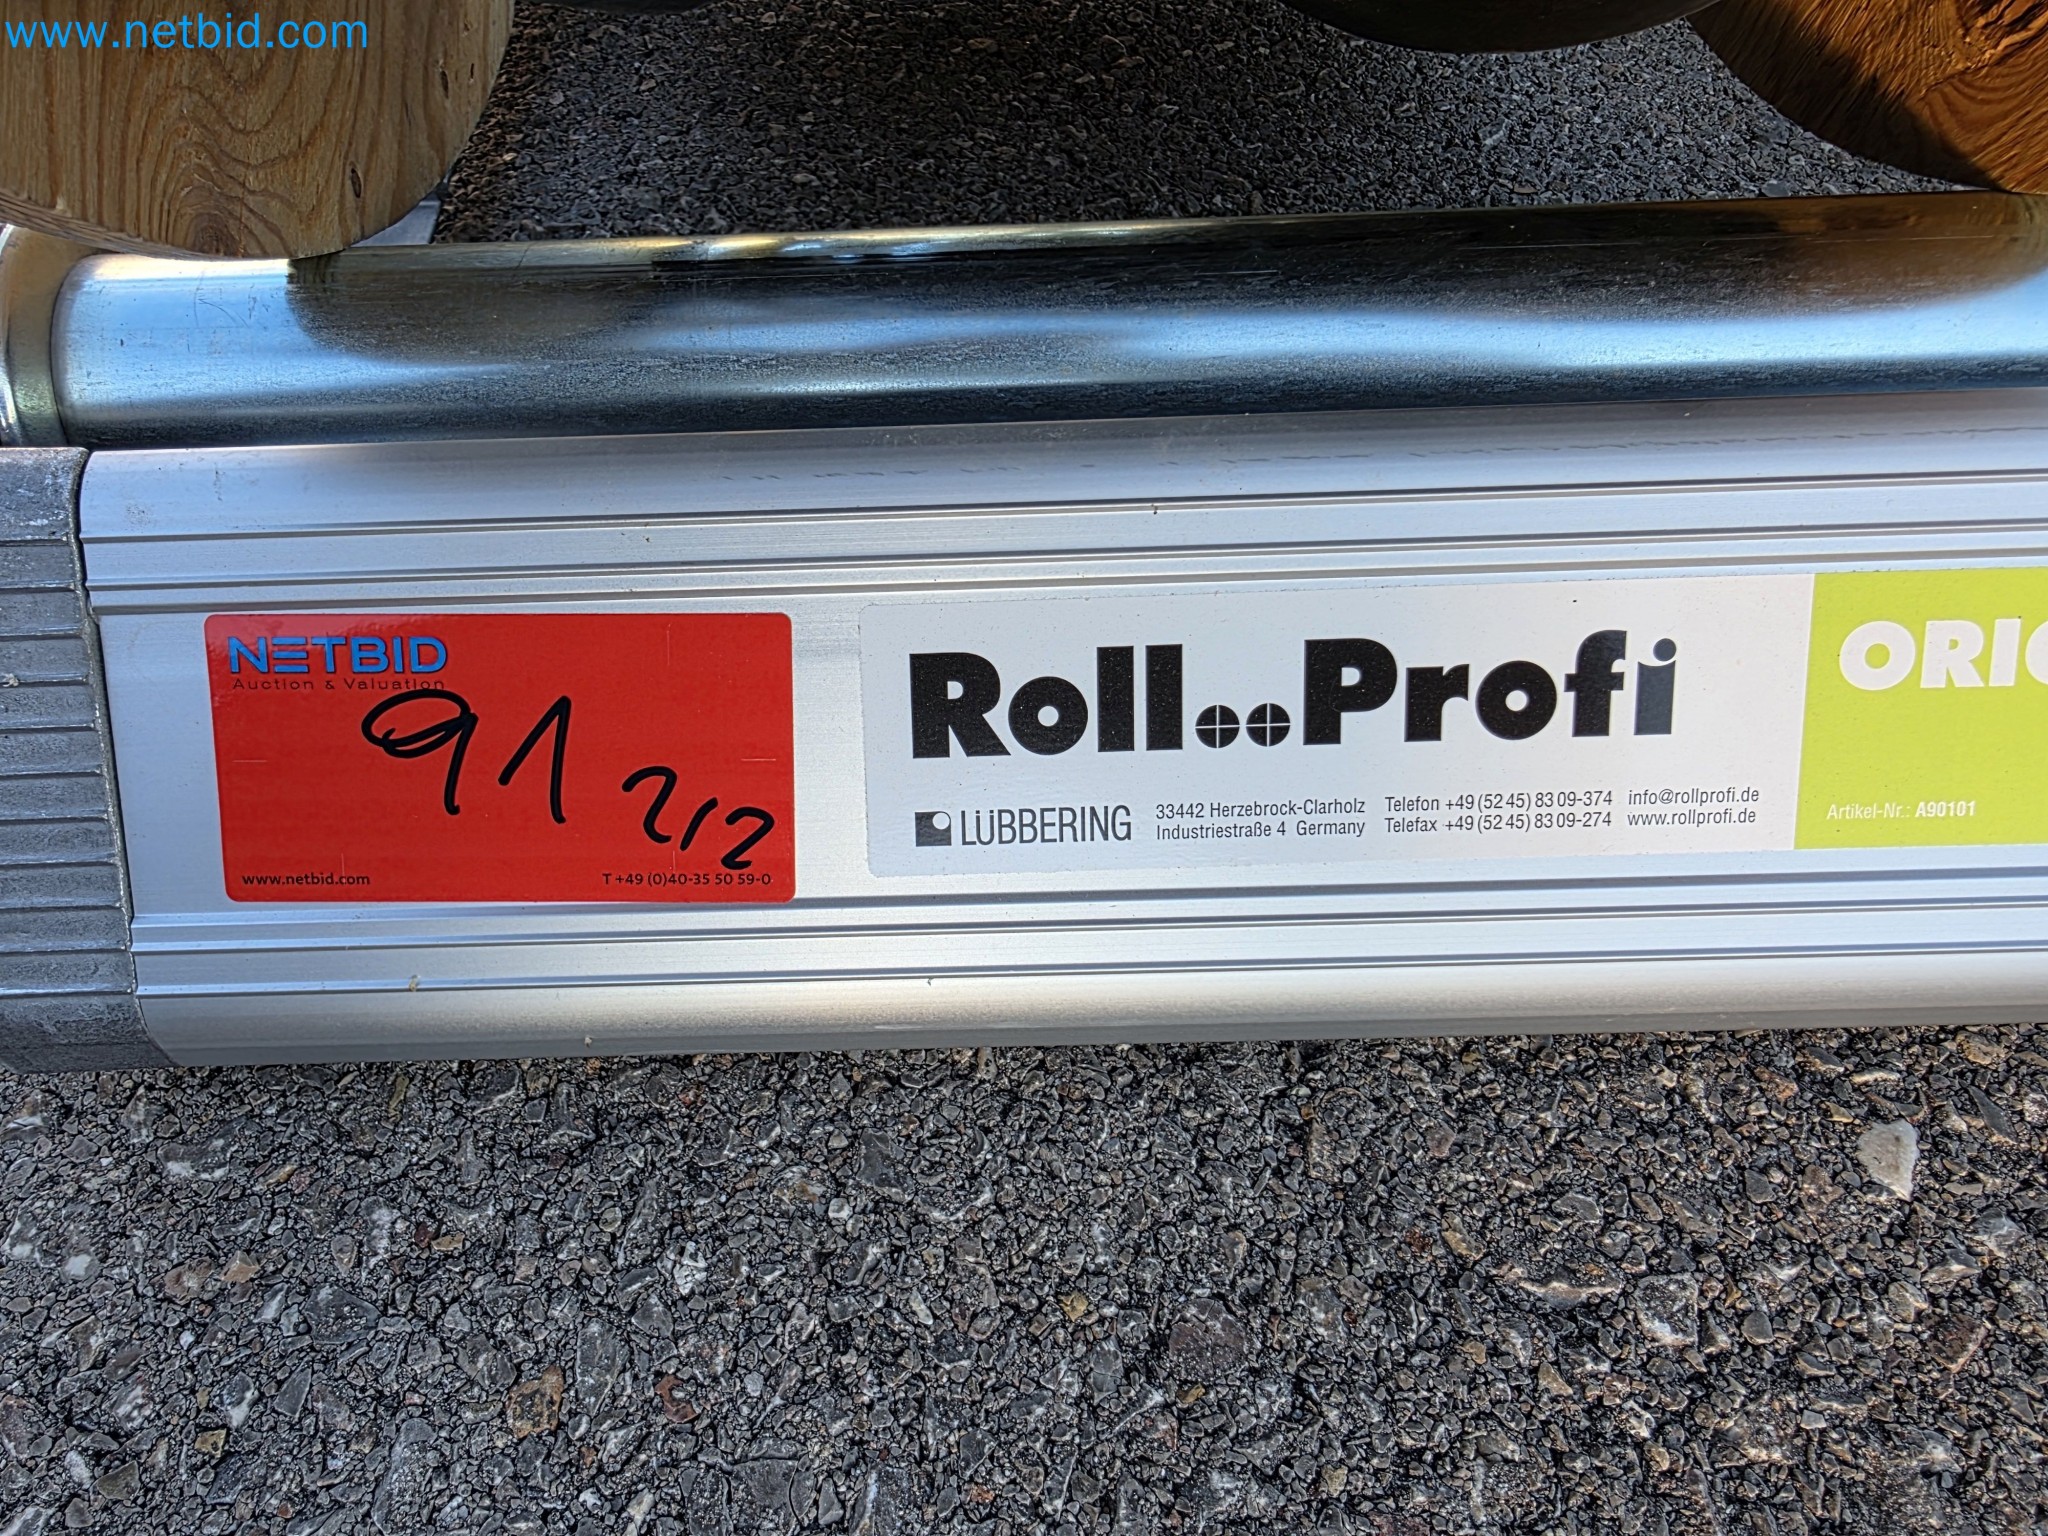 www.netbid.com
NETBID
Auction & Valuation
91 2/2
www.netbid.com T +49 (0)40-35 50 59-0
Roll..Profi
LÜBBERING
33442 Herzebrock-Clarholz
Industriestraße 4 Germany
Telefon +49 (52 45) 83 09-374
Telefax +49 (52 45) 83 09-274
info@rollprofi.de
www.rollprofi.de
ORIG
Artikel-Nr.: A90101